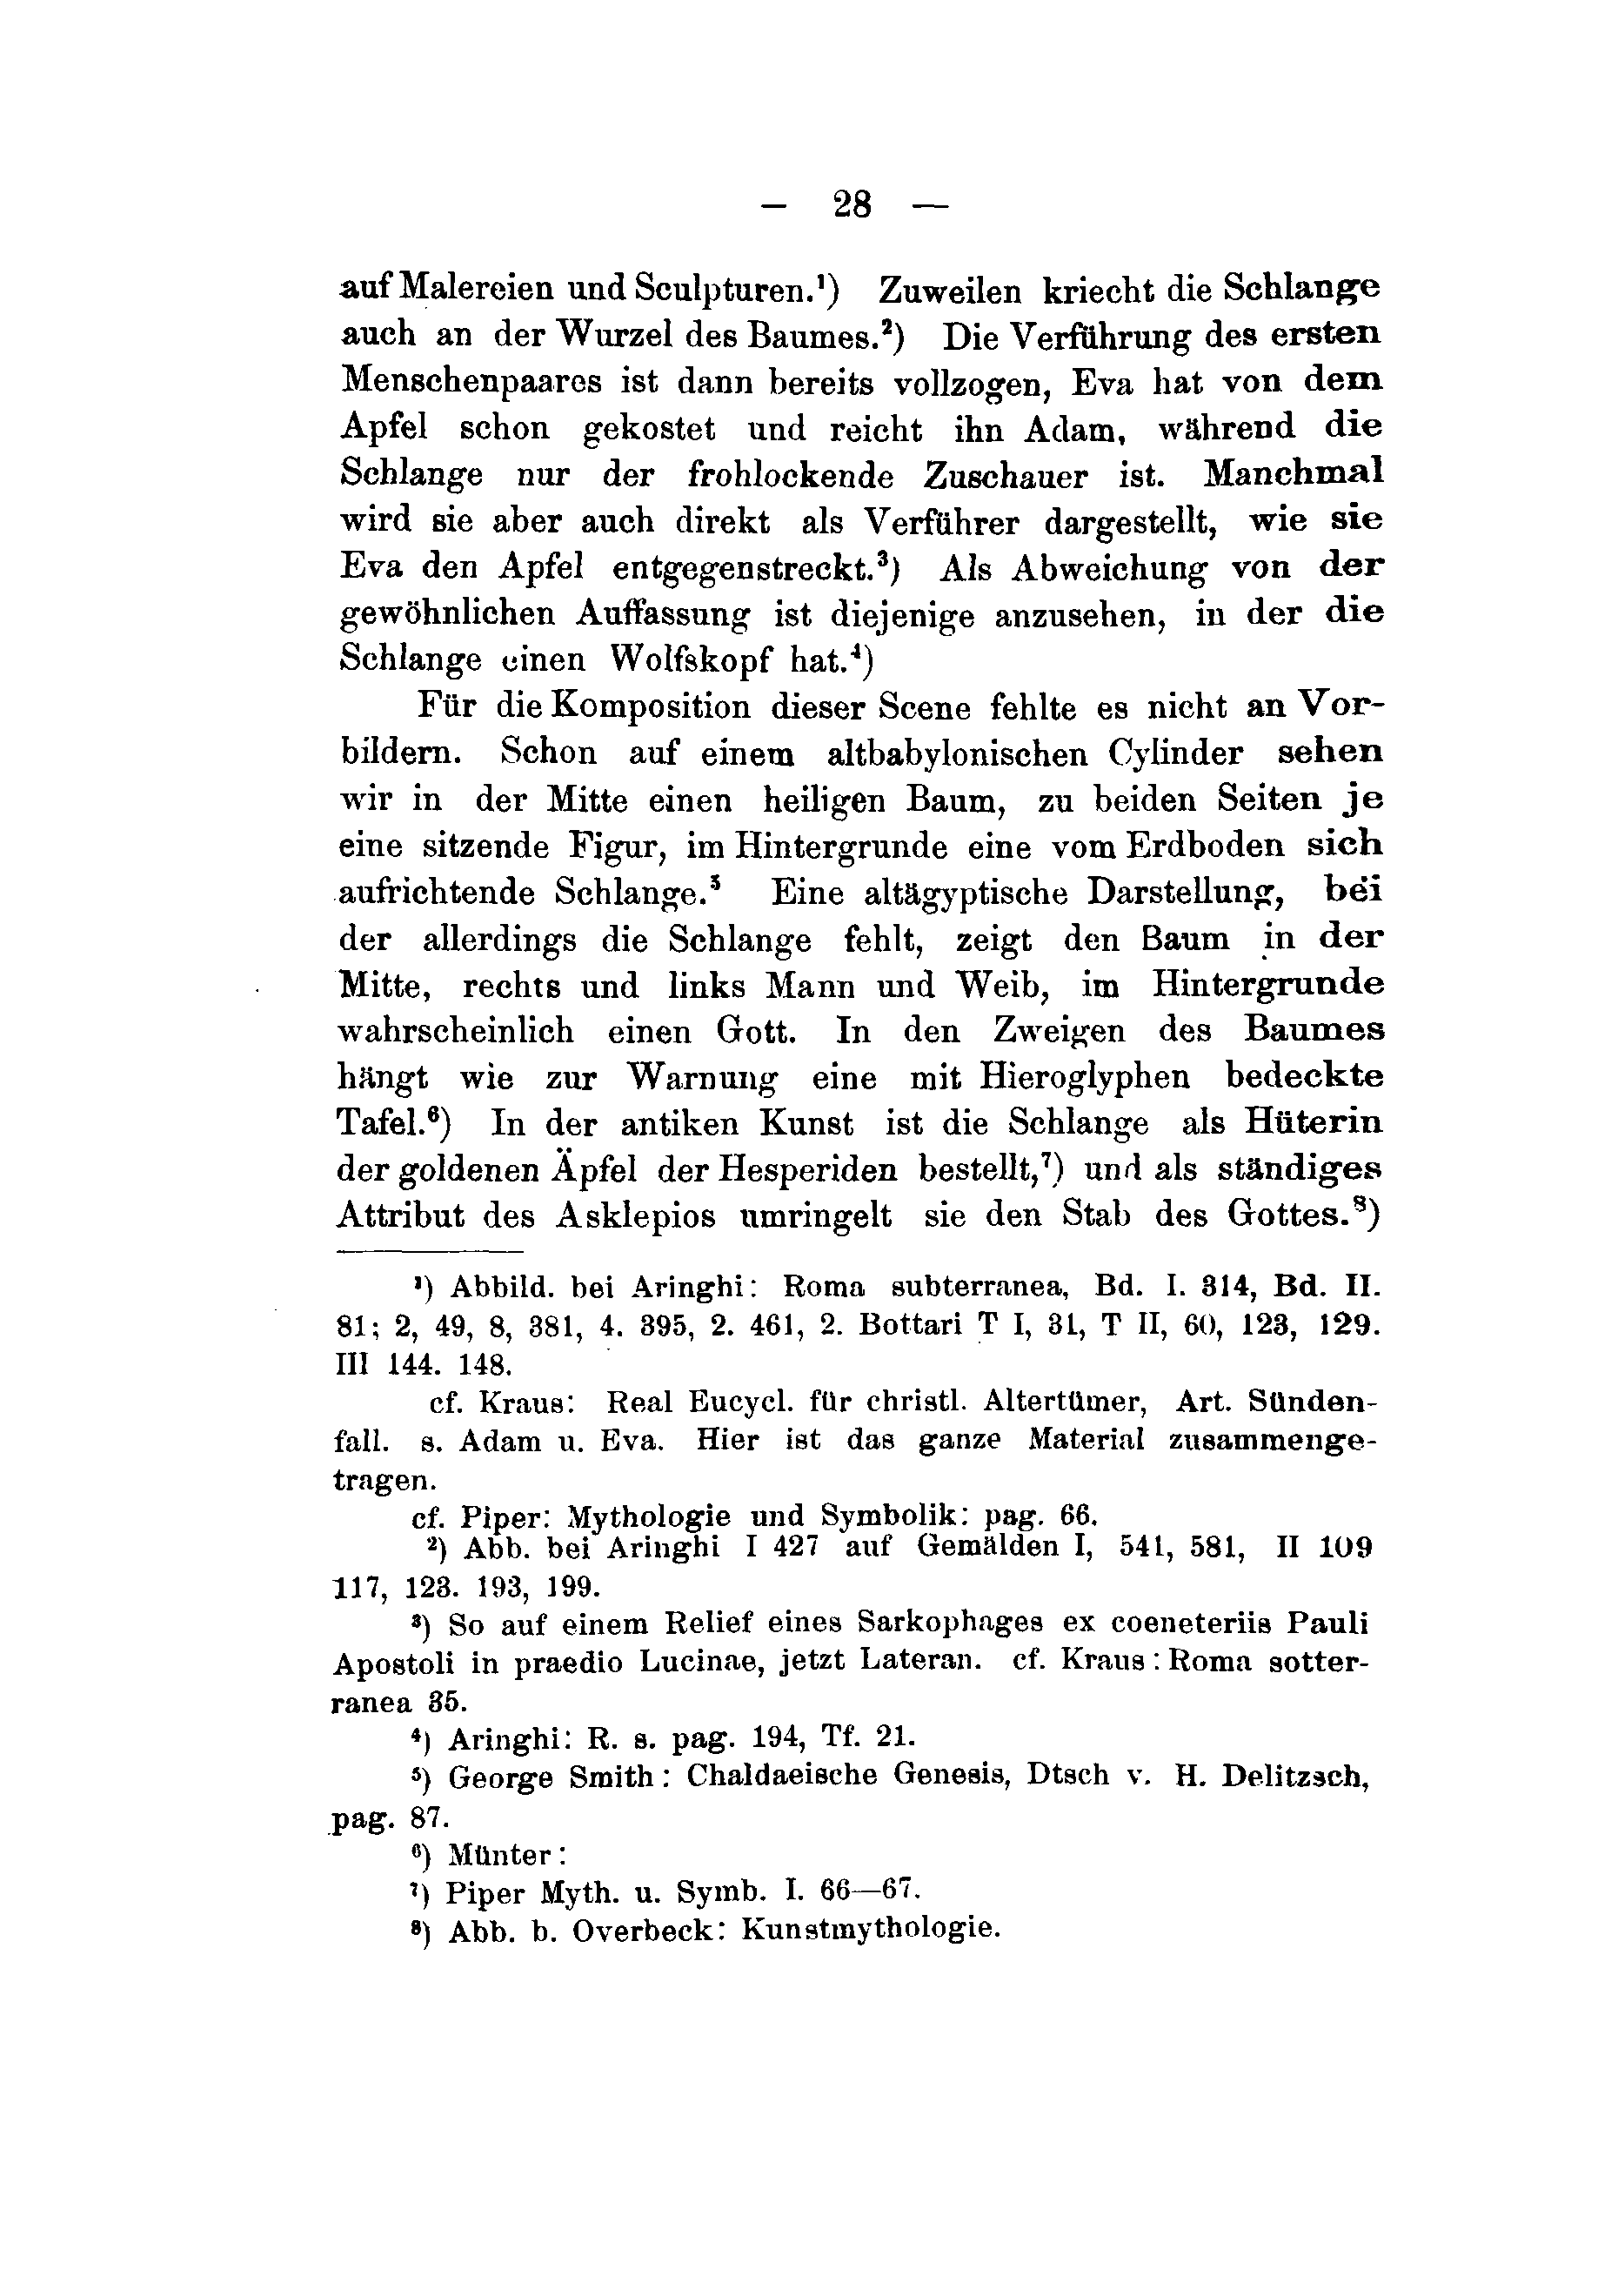 — 28 —
auf Malereien und Sculpturen.¹) Zuweilen kriecht die Schlange
auch an der Wurzel des Baumes.²) Die Verführung des ersten
Menschenpaares ist dann bereits vollzogen, Eva hat von dem
Apfel schon gekostet und reicht ihn Adam, während die
Schlange nur der frohlockende Zuschauer ist. Manchmal
wird sie aber auch direkt als Verführer dargestellt, wie sie
Eva den Apfel entgegenstreckt.³) Als Abweichung von der
gewöhnlichen Auffassung ist diejenige anzusehen, in der die
Schlange einen Wolfskopf hat.⁴)
Für die Komposition dieser Scene fehlte es nicht an Vor-
bildern. Schon auf einem altbabylonischen Cylinder sehen
wir in der Mitte einen heiligen Baum, zu beiden Seiten je
eine sitzende Figur, im Hintergrunde eine vom Erdboden sich
aufrichtende Schlange.⁵ Eine altägyptische Darstellung, bei
der allerdings die Schlange fehlt, zeigt den Baum in der
Mitte, rechts und links Mann und Weib, im Hintergrunde
wahrscheinlich einen Gott. In den Zweigen des Baumes
hängt wie zur Warnung eine mit Hieroglyphen bedeckte
Tafel.⁶) In der antiken Kunst ist die Schlange als Hüterin
der goldenen Äpfel der Hesperiden bestellt,⁷) und als ständiges
Attribut des Asklepios umringelt sie den Stab des Gottes.⁸)
¹) Abbild. bei Aringhi: Roma subterranea, Bd. I. 314, Bd. II.
81; 2, 49, 8, 381, 4. 395, 2. 461, 2. Bottari T I, 31, T II, 60, 123, 129.
III 144. 148.
cf. Kraus: Real Eucycl. für christl. Altertümer, Art. Sünden-
fall. s. Adam u. Eva. Hier ist das ganze Material zusammenge-
tragen.
cf. Piper: Mythologie und Symbolik: pag. 66.
²) Abb. bei Aringhi I 427 auf Gemälden I, 541, 581, II 109
117, 123. 193, 199.
³) So auf einem Relief eines Sarkophages ex coeneteriis Pauli
Apostoli in praedio Lucinae, jetzt Lateran. cf. Kraus: Roma sotter-
ranea 35.
⁴) Aringhi: R. s. pag. 194, Tf. 21.
⁵) George Smith: Chaldaeische Genesis, Dtsch v. H. Delitzsch,
pag. 87.
⁶) Münter:
⁷) Piper Myth. u. Symb. I. 66—67.
⁸) Abb. b. Overbeck: Kunstmythologie.